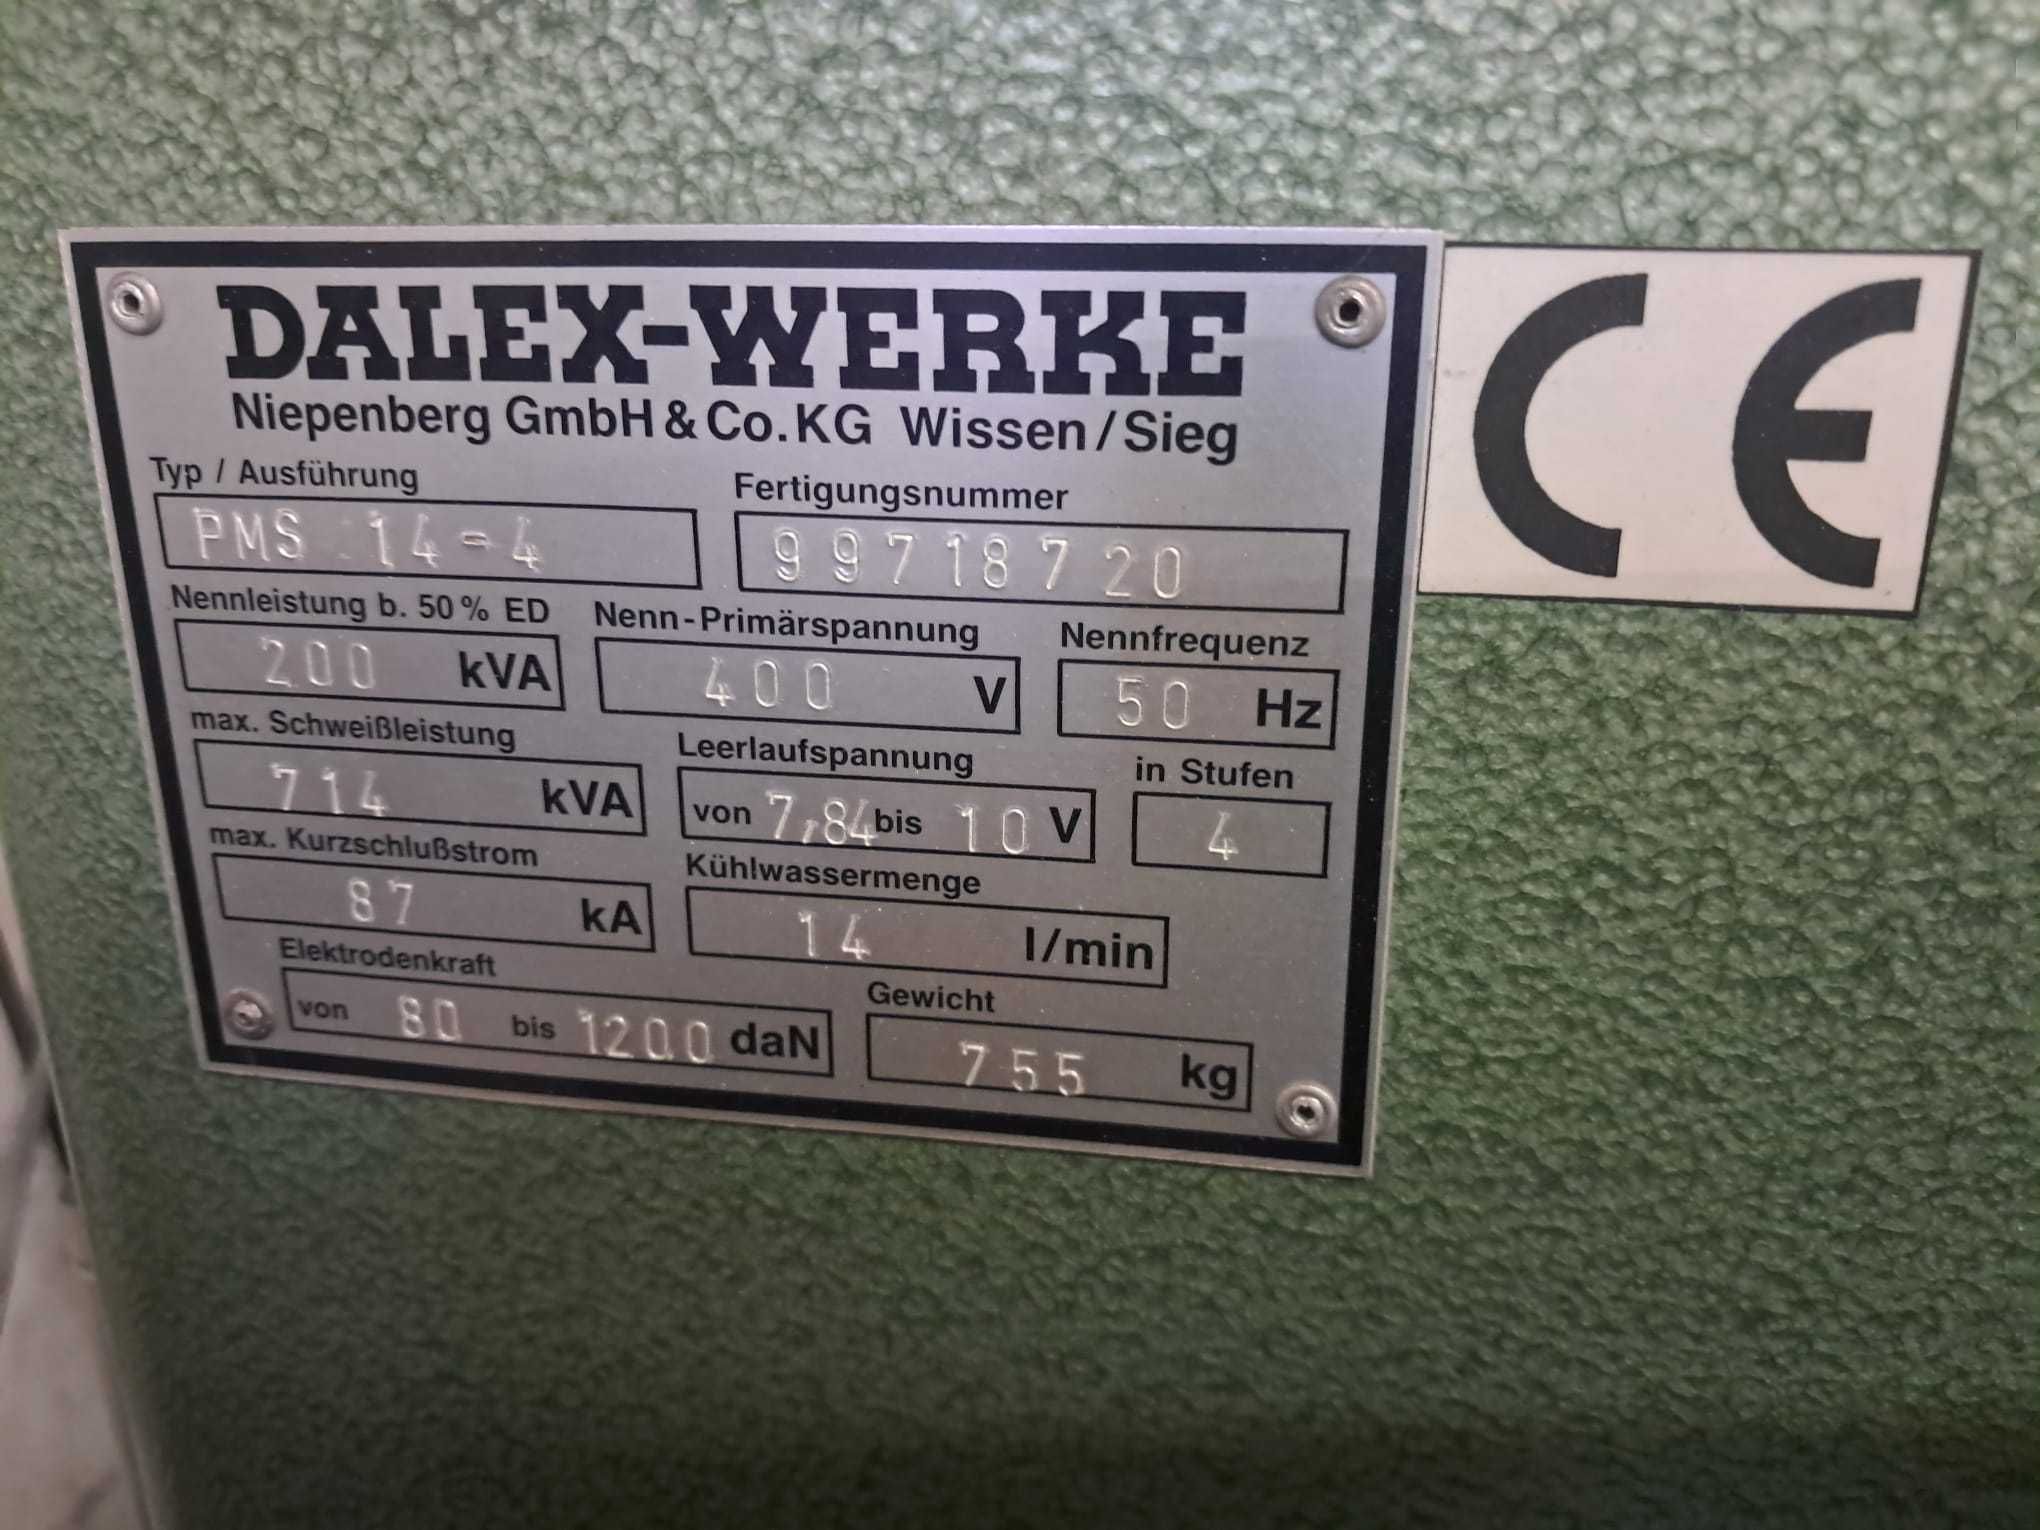 DALEX-WERKE
Niepenberg GmbH & Co. KG Wissen/Sieg
Typ / Ausführung Fertigungsnummer
PMS 14-4 99718720
Nennleistung b. 50 % ED Nenn-Primärspannung Nennfrequenz
200 kVA 400 V 50 Hz
max. Schweißleistung Leerlaufspannung in Stufen
714 kVA von 7,84 bis 10 V 4
max. Kurzschlußstrom Kühlwassermenge
87 kA 14 l/min
Elektrodenkraft Gewicht
von 80 bis 1200 daN 755 kg
CE